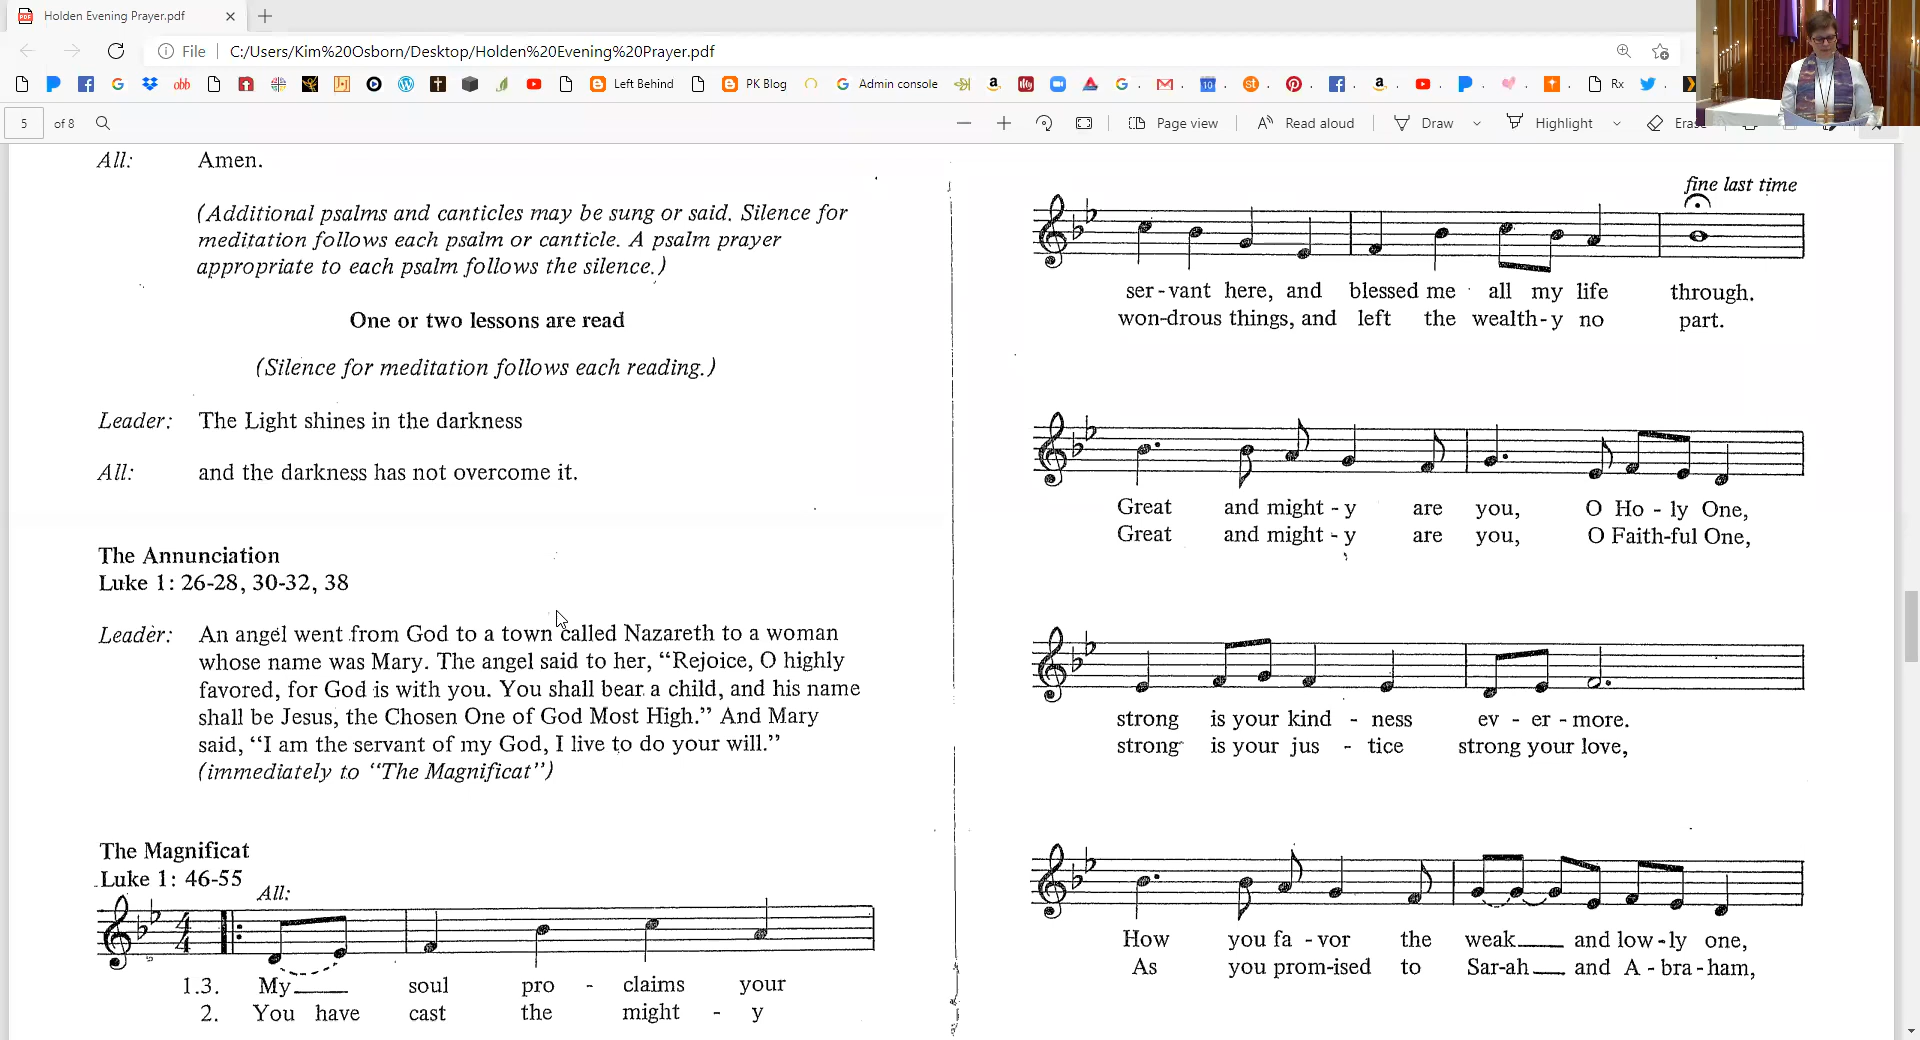 Holden Evening Prayer.pdf
File C:/Users/Kim%20Osborn/Desktop/Holden%20Evening%20Prayer.pdf
Left Behind PK Blog Admin console Rx
5 of 8 Page view Read aloud Draw Highlight
All: Amen.
(Additional psalms and canticles may be sung or said. Silence for
meditation follows each psalm or canticle. A psalm prayer
appropriate to each psalm follows the silence.)
One or two lessons are read
(Silence for meditation follows each reading.)
Leader: The Light shines in the darkness
All: and the darkness has not overcome it.
The Annunciation
Luke 1: 26-28, 30-32, 38
Leader: An angel went from God to a town called Nazareth to a woman
whose name was Mary. The angel said to her, “Rejoice, O highly
favored, for God is with you. You shall bear a child, and his name
shall be Jesus, the Chosen One of God Most High.” And Mary
said, “I am the servant of my God, I live to do your will.”
(immediately to “The Magnificat”)
The Magnificat
Luke 1: 46-55
All:
4
4
1.3. My____ soul pro - claims your
2. You have cast the might - y
fine last time
ser-vant here, and blessed me all my life through.
won-drous things, and left the wealth-y no part.
Great and might - y are you, O Ho - ly One,
Great and might - y are you, O Faith-ful One,
strong is your kind - ness ev - er - more.
strong is your jus - tice strong your love,
How you fa - vor the weak____ and low-ly one,
As you prom-ised to Sar-ah____ and A - bra - ham,